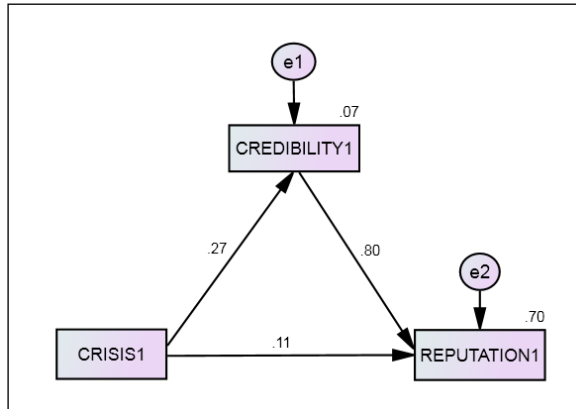 e1
.07
CREDIBILITY1
.27
.80
e2
.70
CRISIS1
.11
REPUTATION1